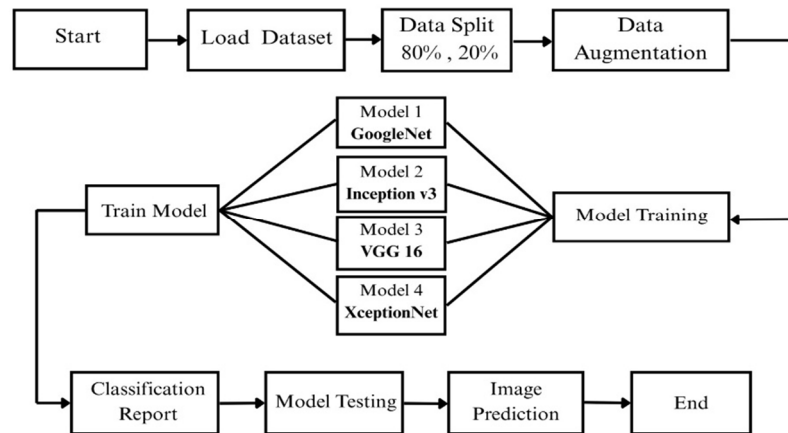 Start
Load Dataset
Data Split
80% , 20%
Data
Augmentation
Model 1
GoogleNet
Model 2
Inception v3
Model 3
VGG 16
Model 4
XceptionNet
Train Model
Model Training
Classification
Report
Model Testing
Image
Prediction
End